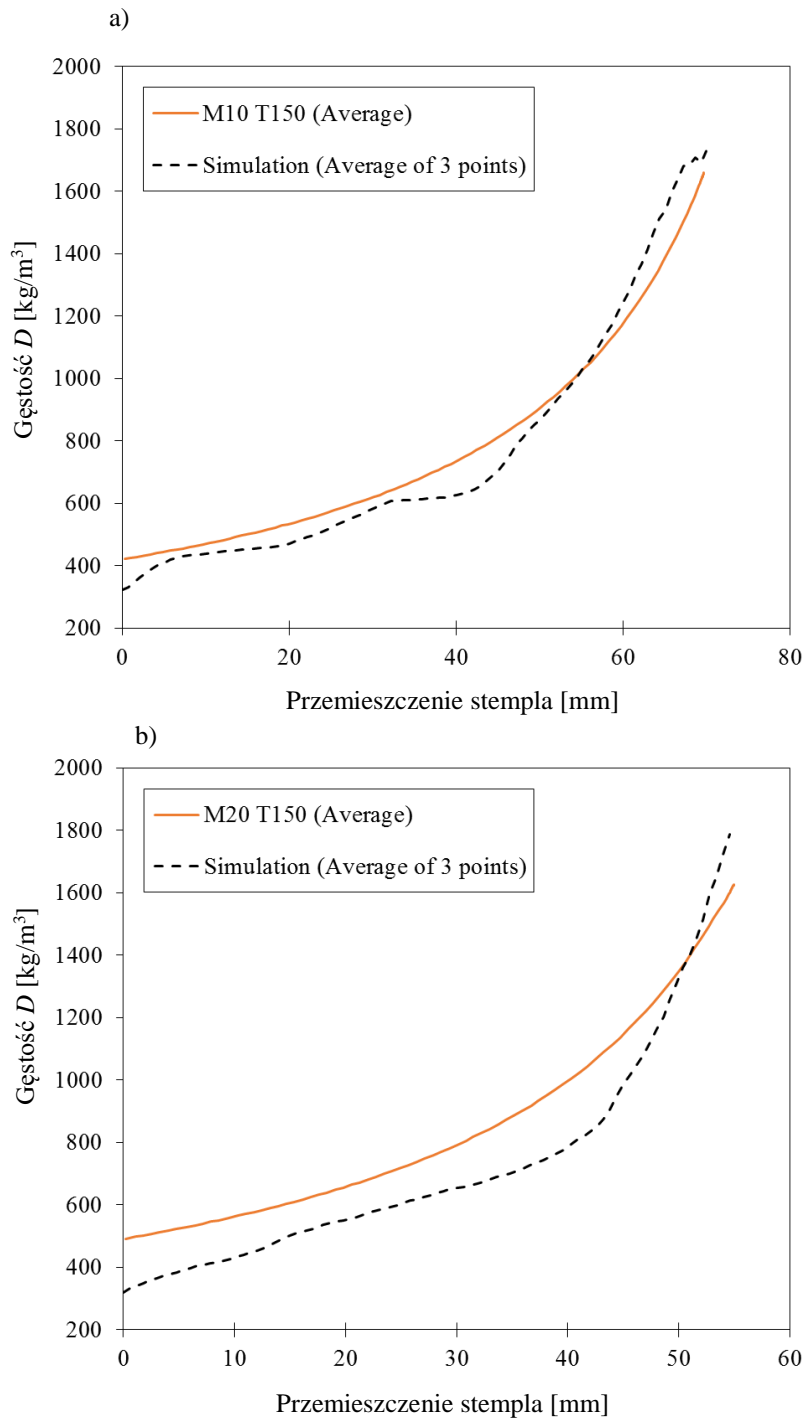 a)
2000
1800
1600
1400
1200
1000
800
600
400
200
Gęstość D [kg/m³]
M10 T150 (Average)
Simulation (Average of 3 points)
0 20 40 60 80
Przemieszczenie stempla [mm]
b)
2000
1800
1600
1400
1200
1000
800
600
400
200
Gęstość D [kg/m³]
M20 T150 (Average)
Simulation (Average of 3 points)
0 10 20 30 40 50 60
Przemieszczenie stempla [mm]